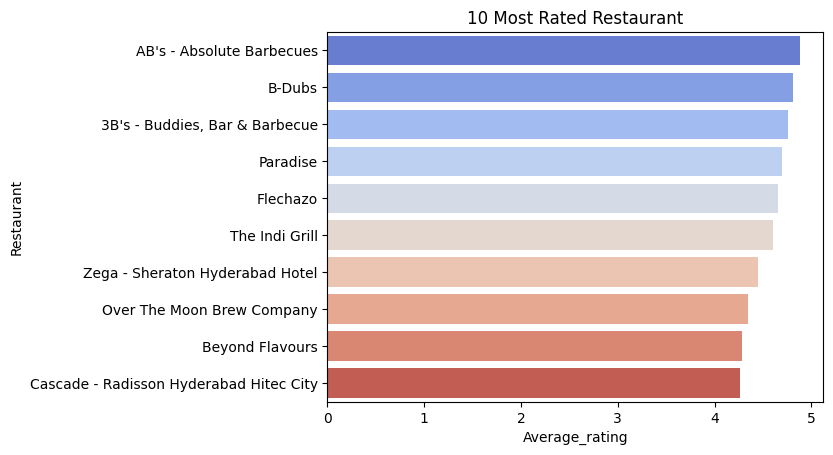 10 Most Rated Restaurant
Restaurant
AB's - Absolute Barbecues
B-Dubs
3B's - Buddies, Bar & Barbecue
Paradise
Flechazo
The Indi Grill
Zega - Sheraton Hyderabad Hotel
Over The Moon Brew Company
Beyond Flavours
Cascade - Radisson Hyderabad Hitec City
0 1 2 3 4 5
Average_rating